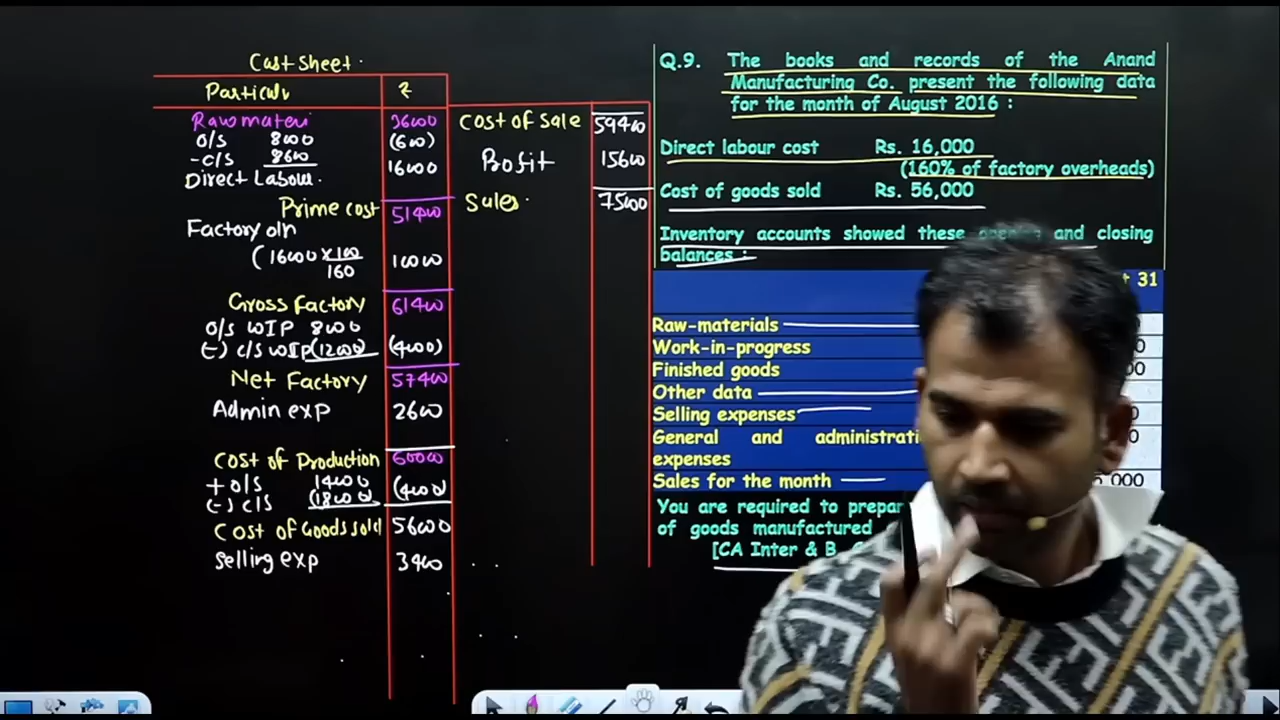 Cost sheet.
Particulr ₹
Raw materi 36000
O/S 8000 (600)
-C/S 8600
16000
Direct Labour.
Prime cost 51400
Factory o/h
(16000 × 100
160 10000
Gross Factory 61400
O/S WIP 8000
(-) C/S WIP (12000) (4000)
Net Factory 57400
Admin exp 2600
Cost of Production 60000
+ O/S 14000
(-) C/S (18000) (4000)
Cost of Goods sold 56000
Selling exp 3400
Cost of Sale 59400
Profit 15600
Sales. 75000
Q.9. The books and records of the Anand
Manufacturing Co. present the following data
for the month of August 2016 :
Direct labour cost Rs. 16,000
(160% of factory overheads)
Cost of goods sold Rs. 56,000
Inventory accounts showed these and closing
balances :
31
Raw-materials
Work-in-progress
Finished goods
Other data
Selling expenses
General and
expenses
Sales for the month
You are required to
of goods manufactured
[CA Inter & B.